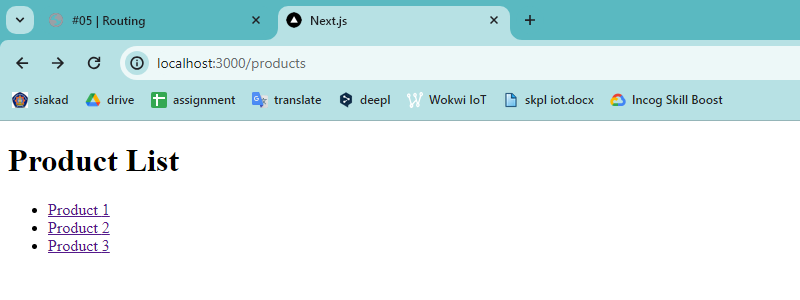 #05 | Routing
Next.js
localhost:3000/products
siakad drive assignment translate deepl Wokwi IoT skpl iot.docx Incog Skill Boost
Product List
Product 1
Product 2
Product 3